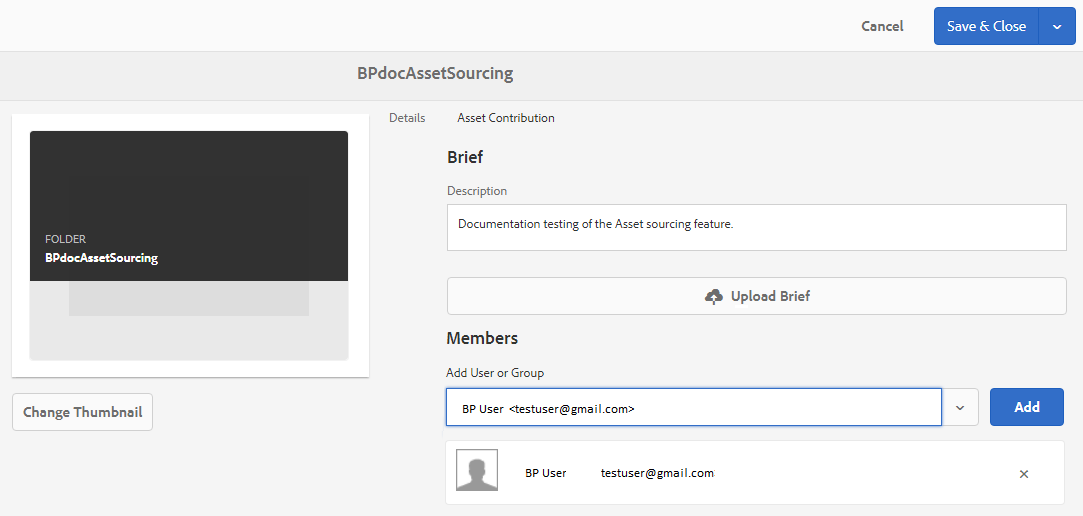 Cancel
Save & Close
BPdocAssetSourcing
Details
Asset Contribution
FOLDER
BPdocAssetSourcing
Change Thumbnail
Brief
Description
Documentation testing of the Asset sourcing feature.
Upload Brief
Members
Add User or Group
BP User <testuser@gmail.com>
Add
BP User testuser@gmail.com